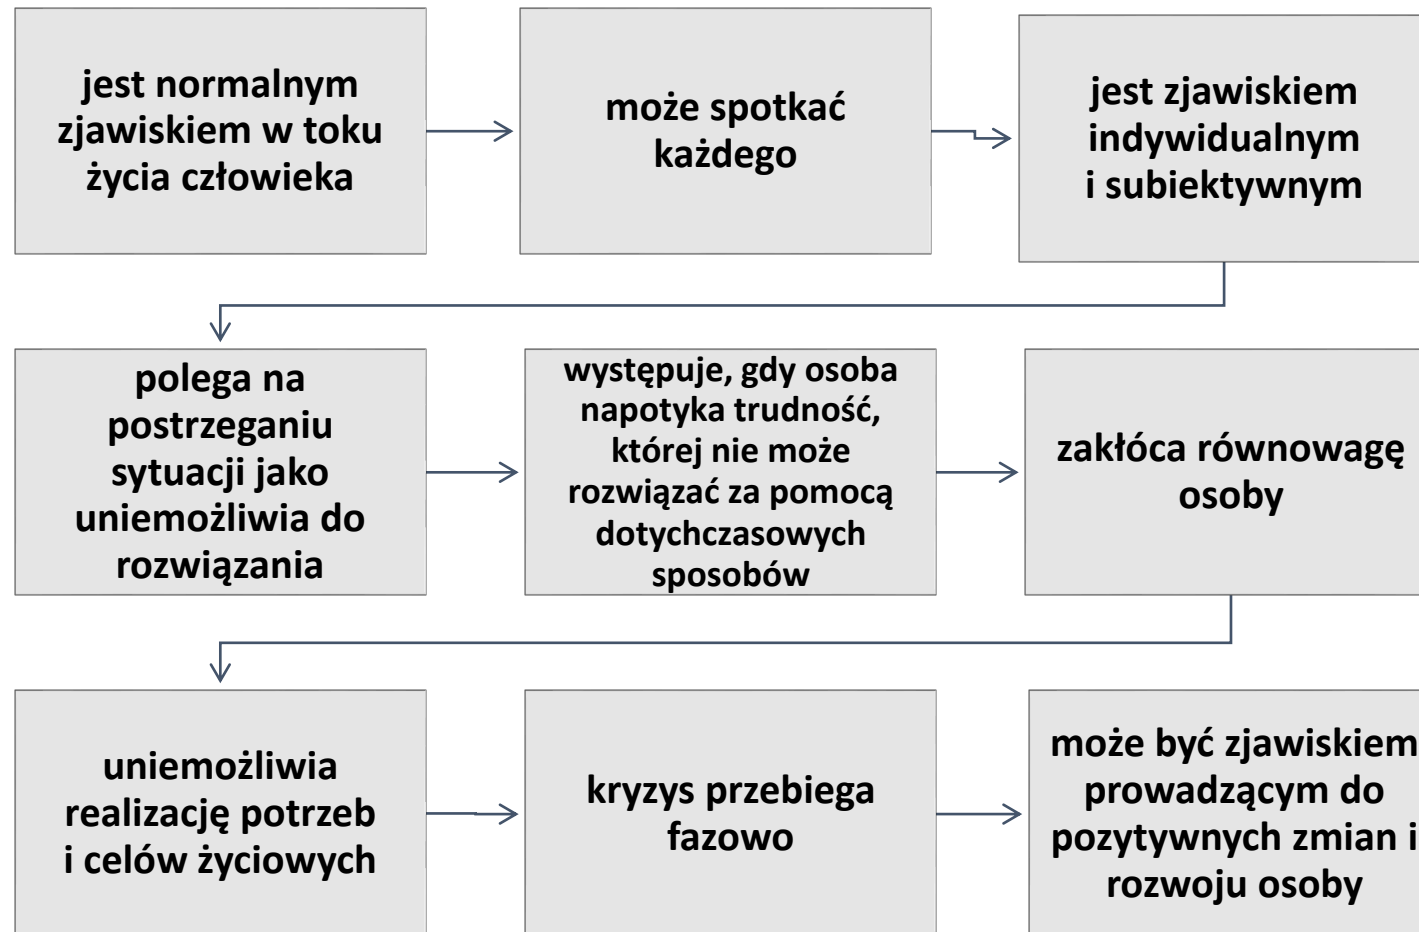 jest normalnym
zjawiskiem w toku
życia człowieka
może spotkać
każdego
jest zjawiskiem
indywidualnym
i subiektywnym
polega na
postrzeganiu
sytuacji jako
uniemożliwia do
rozwiązania
występuje, gdy osoba
napotyka trudność,
której nie może
rozwiązać za pomocą
dotychczasowych
sposobów
zakłóca równowagę
osoby
uniemożliwia
realizację potrzeb
i celów życiowych
kryzys przebiega
fazowo
może być zjawiskiem
prowadzącym do
pozytywnych zmian i
rozwoju osoby